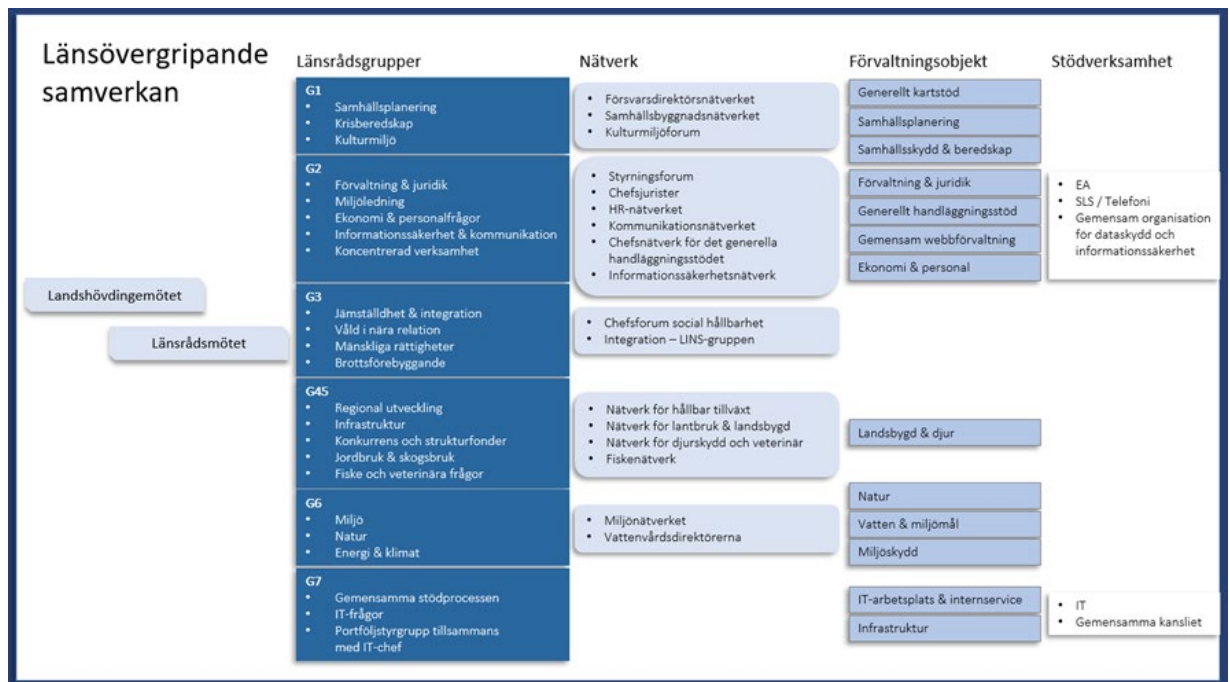 Länsövergripande
samverkan
Länsrådsgrupper
Nätverk
Förvaltningsobjekt
Stödverksamhet
Landshövdingemötet
Länsrådsmötet
G1
• Samhällsplanering
• Krisberedskap
• Kulturmiljö
• Försvarsdirektörsnätverket
• Samhällsbyggnadsnätverket
• Kulturmiljöforum
Generellt kartstöd
Samhällsplanering
Samhällsskydd & beredskap
G2
• Förvaltning & juridik
• Miljöledning
• Ekonomi & personalfrågor
• Informationssäkerhet & kommunikation
• Koncentrerad verksamhet
• Styrningsforum
• Chefsjurister
• HR-nätverket
• Kommunikationsnätverket
• Chefsnätverk för det generella
handläggningsstödet
• Informationssäkerhetsnätverk
Förvaltning & juridik
Generellt handläggningsstöd
Gemensam webbförvaltning
Ekonomi & personal
• EA
• SLS / Telefoni
• Gemensam organisation
för dataskydd och
informationssäkerhet
G3
• Jämställdhet & integration
• Våld i nära relation
• Mänskliga rättigheter
• Brottsförebyggande
• Chefsforum social hållbarhet
• Integration – LINS-gruppen
G45
• Regional utveckling
• Infrastruktur
• Konkurrens och strukturfonder
• Jordbruk & skogsbruk
• Fiske och veterinära frågor
• Nätverk för hållbar tillväxt
• Nätverk för lantbruk & landsbygd
• Nätverk för djurskydd och veterinär
• Fiskenätverk
Landsbygd & djur
G6
• Miljö
• Natur
• Energi & klimat
• Miljönätverket
• Vattenvårdsdirektörerna
Natur
Vatten & miljömål
Miljöskydd
G7
• Gemensamma stödprocessen
• IT-frågor
• Portföljstyrgrupp tillsammans
med IT-chef
IT-arbetsplats & internservice
Infrastruktur
• IT
• Gemensamma kansliet